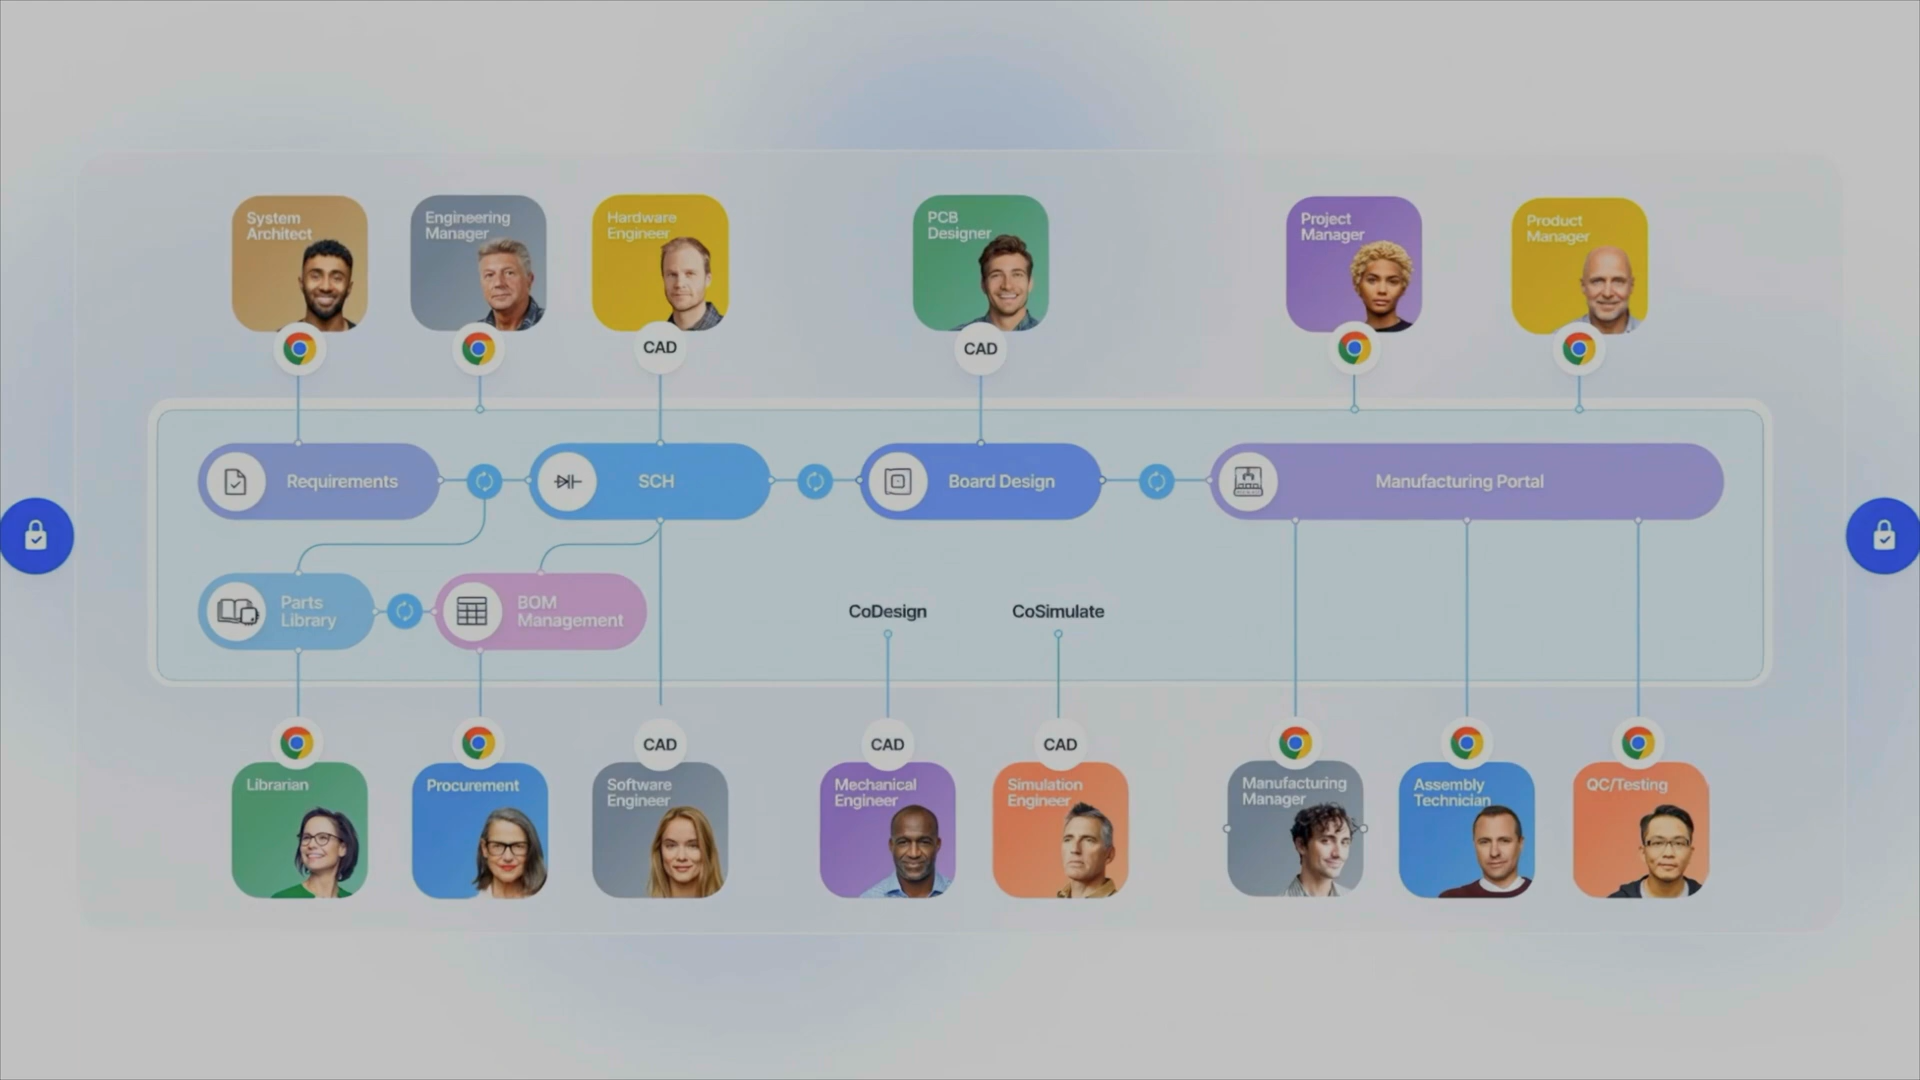 System
Architect
Engineering
Manager
Hardware
Engineer
PCB
Designer
Project
Manager
Product
Manager
CAD
CAD
Requirements
SCH
Board Design
Manufacturing Portal
Parts
Library
BOM
Management
CoDesign
CoSimulate
CAD
CAD
CAD
Librarian
Procurement
Software
Engineer
Mechanical
Engineer
Simulation
Engineer
Manufacturing
Manager
Assembly
Technician
QC/Testing